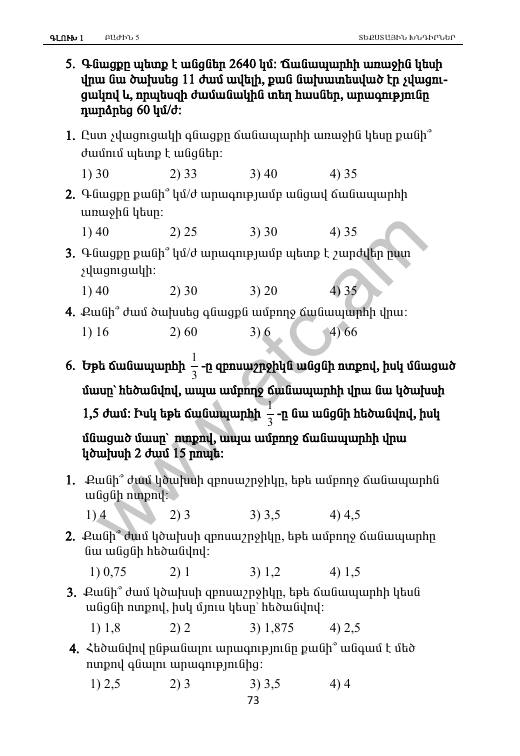 ԳԼՈՒԽ 1 ԲԱԺԻՆ 5 ՏԵՔՍՏԱՅԻՆ ԽՆԴԻՐՆԵՐ
5. Գնացքը պետք է անցներ 2640 կմ: Ճանապարհի առաջին կեսի
վրա նա ծախսեց 11 ժամ ավելի, քան նախատեսված էր չվացու-
ցակով և, որպեսզի ժամանակին տեղ հասներ, արագությունը
դարձրեց 60 կմ/ժ:
1. Ըստ չվացուցակի գնացքը ճանապարհի առաջին կեսը քանի՞
ժամում պետք է անցներ:
1) 30 2) 33 3) 40 4) 35
2. Գնացքը քանի՞ կմ/ժ արագությամբ անցավ ճանապարհի
առաջին կեսը:
1) 40 2) 25 3) 30 4) 35
3. Գնացքը քանի՞ կմ/ժ արագությամբ պետք է շարժվեր ըստ
չվացուցակի:
1) 40 2) 30 3) 20 4) 35
4. Քանի՞ ժամ ծախսեց գնացքն ամբողջ ճանապարհի վրա:
1) 16 2) 60 3) 6 4) 66
6. Եթե ճանապարհի 1/3 -ը զբոսաշրջիկն անցնի ոտքով, իսկ մնացած
մասը՝ հեծանվով, ապա ամբողջ ճանապարհի վրա նա կծախսի
1,5 ժամ: Իսկ եթե ճանապարհի 1/3 -ը նա անցնի հեծանվով, իսկ
մնացած մասը՝ ոտքով, ապա ամբողջ ճանապարհի վրա
կծախսի 2 ժամ 15 րոպե:
1. Քանի՞ ժամ կծախսի զբոսաշրջիկը, եթե ամբողջ ճանապարհն
անցնի ոտքով:
1) 4 2) 3 3) 3,5 4) 4,5
2. Քանի՞ ժամ կծախսի զբոսաշրջիկը, եթե ամբողջ ճանապարհը
նա անցնի հեծանվով:
1) 0,75 2) 1 3) 1,2 4) 1,5
3. Քանի՞ ժամ կծախսի զբոսաշրջիկը, եթե ճանապարհի կեսն
անցնի ոտքով, իսկ մյուս կեսը՝ հեծանվով:
1) 1,8 2) 2 3) 1,875 4) 2,5
4. Հեծանվով ընթանալու արագությունը քանի՞ անգամ է մեծ
ոտքով գնալու արագությունից:
1) 2,5 2) 3 3) 3,5 4) 4
73
www.atc.am